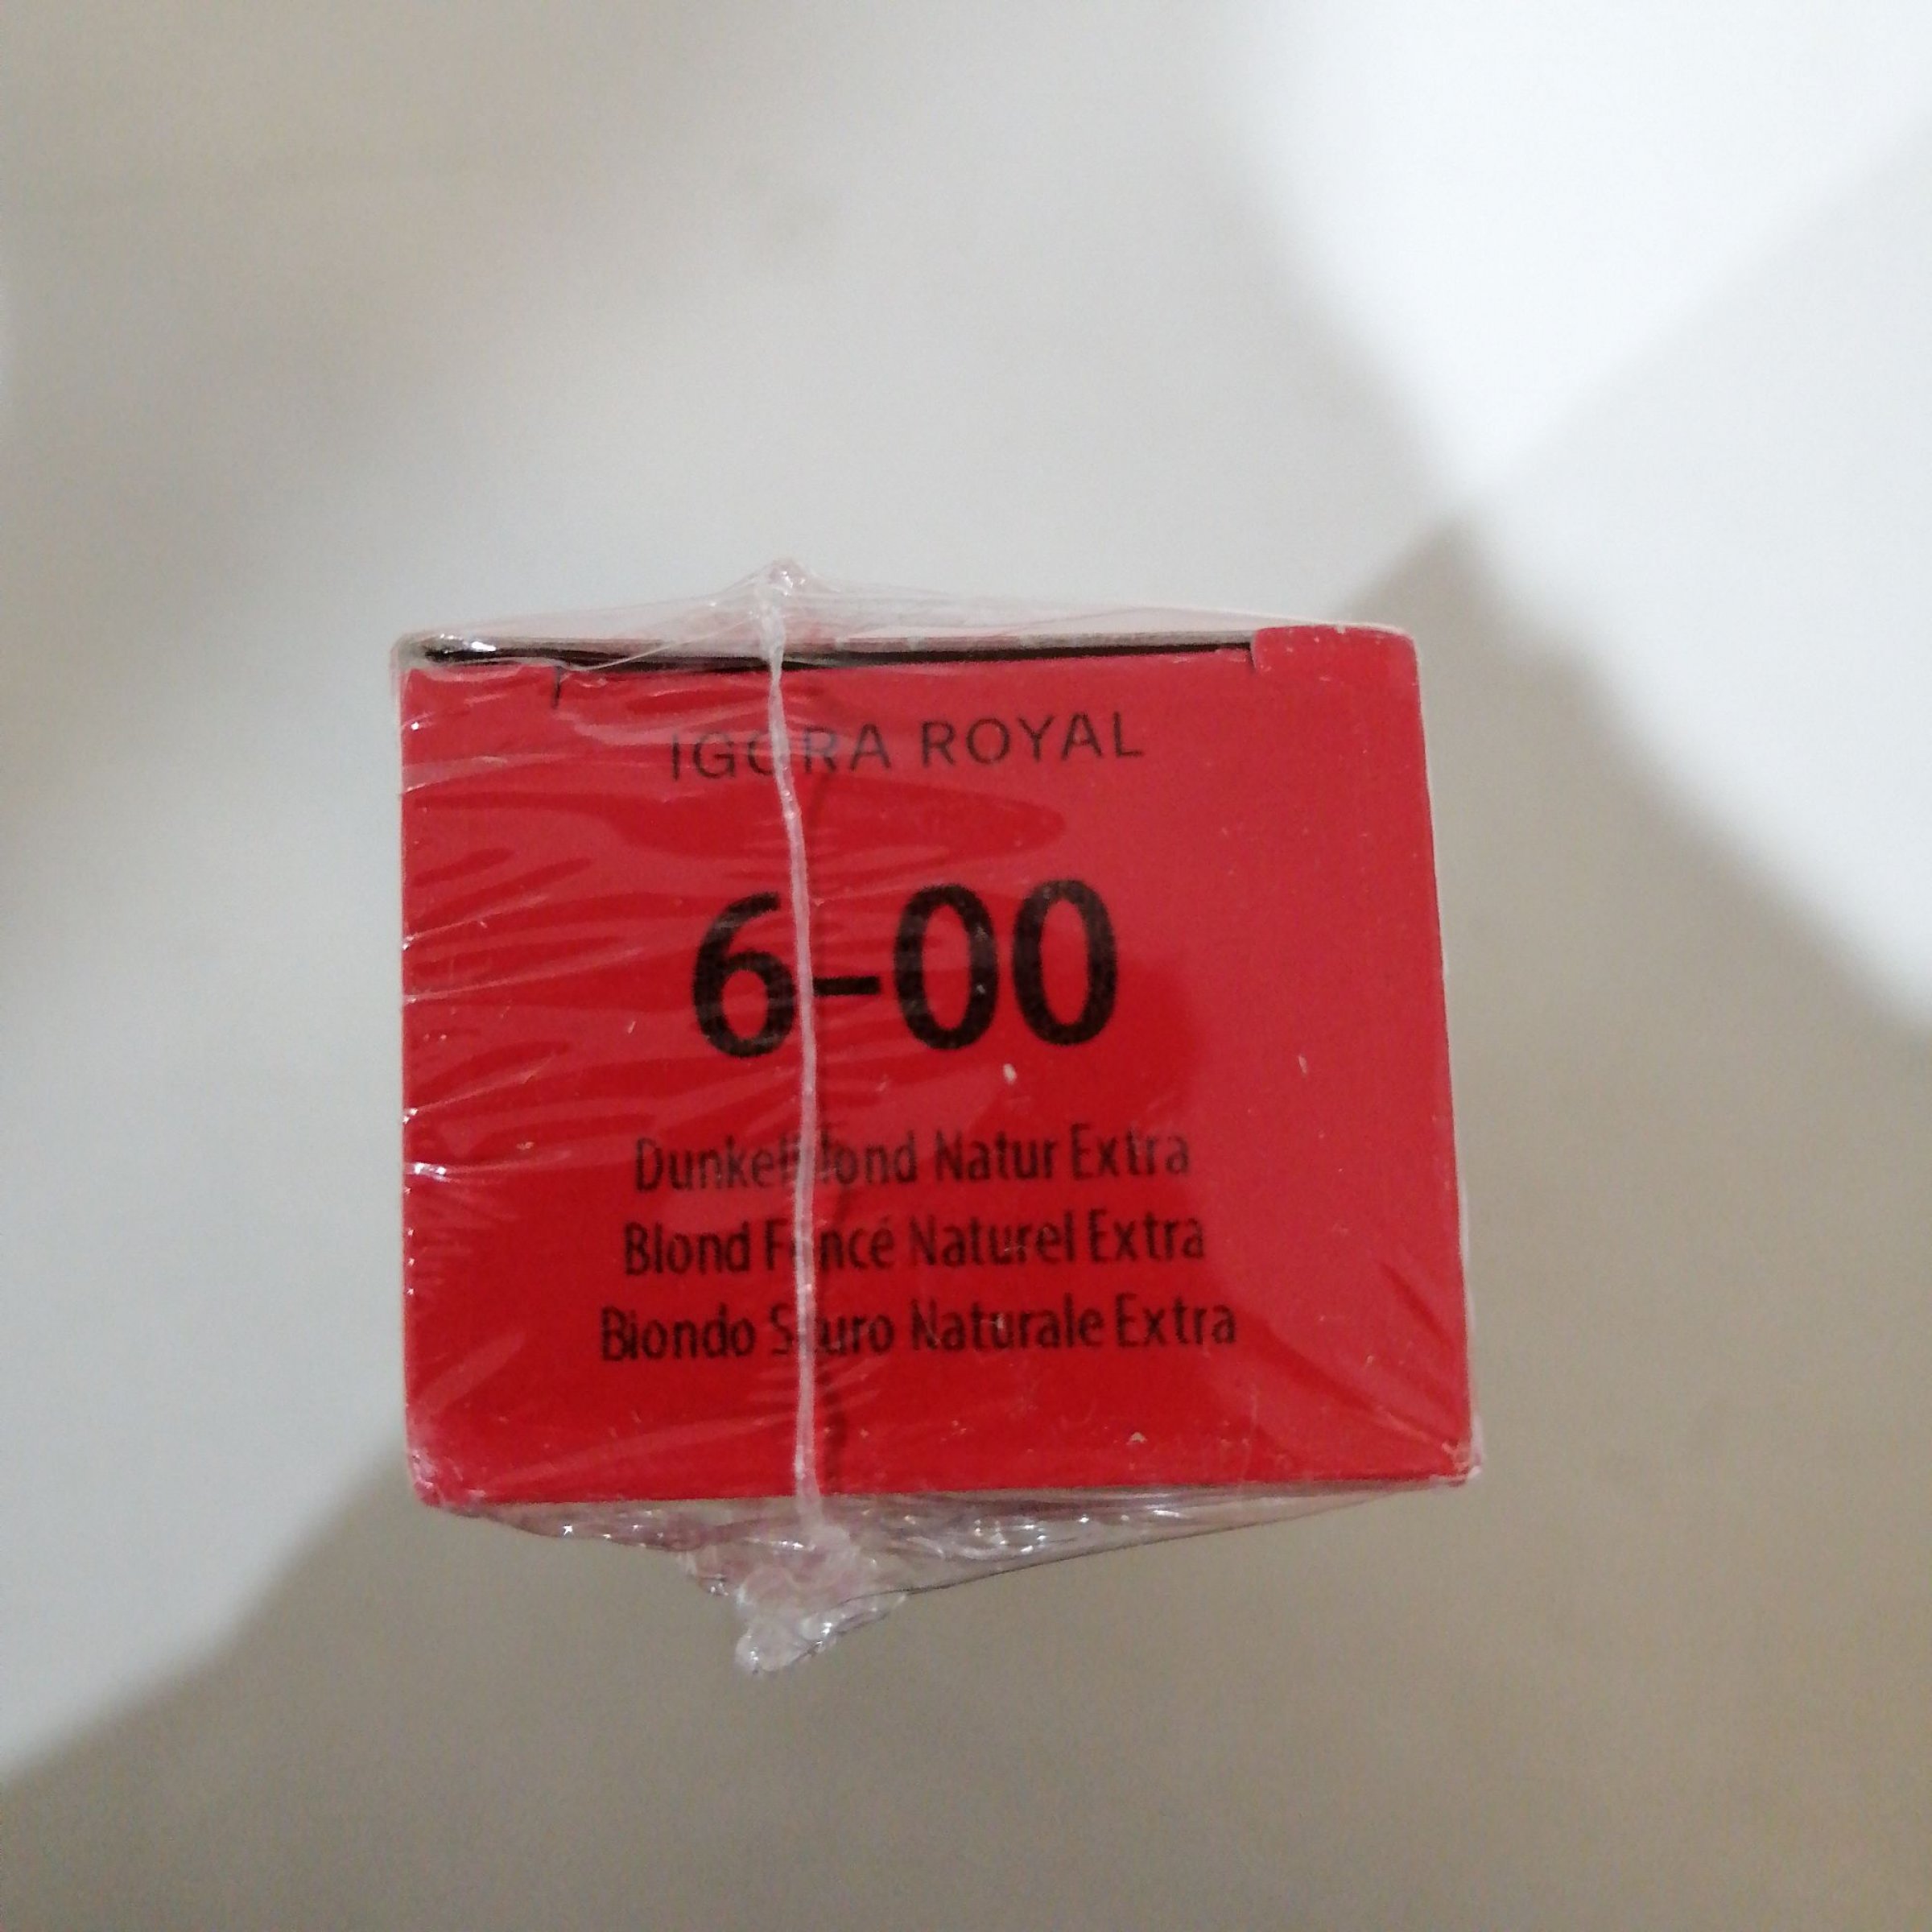 IGORA ROYAL
6-00
Dunkelblond Natur Extra
Blond Foncé Naturel Extra
Biondo Scuro Naturale Extra